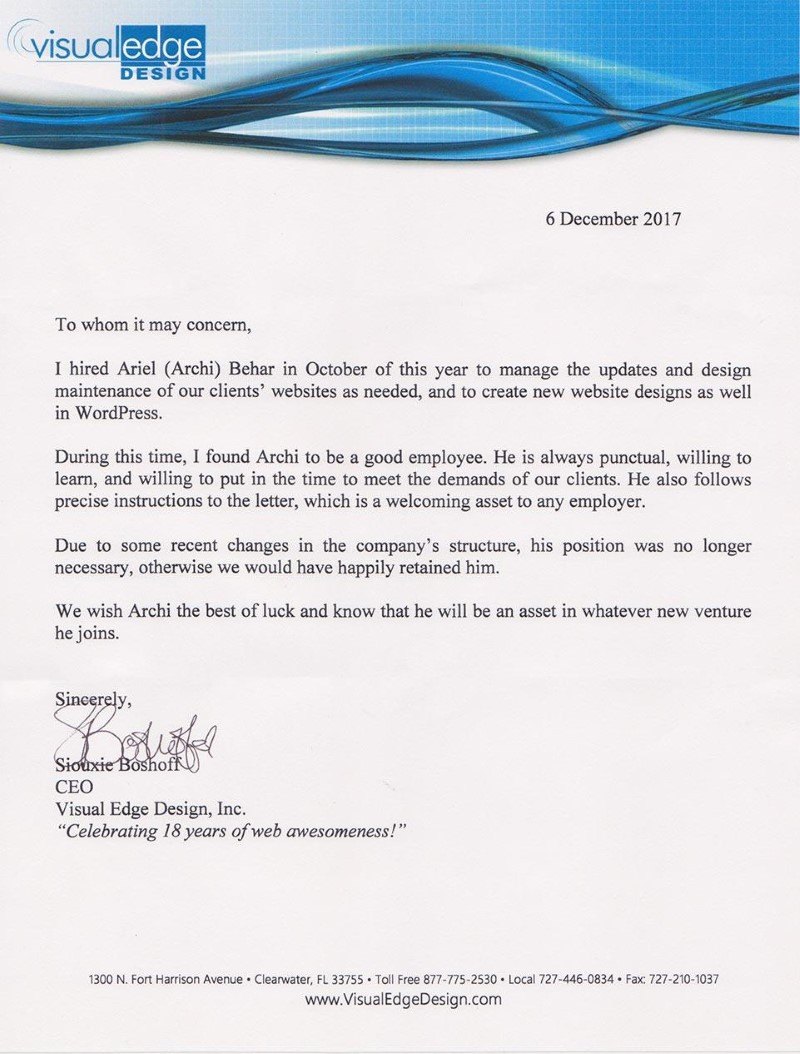 visualedge
DESIGN
6 December 2017
To whom it may concern,
I hired Ariel (Archi) Behar in October of this year to manage the updates and design
maintenance of our clients' websites as needed, and to create new website designs as well
in WordPress.
During this time, I found Archi to be a good employee. He is always punctual, willing to
learn, and willing to put in the time to meet the demands of our clients. He also follows
precise instructions to the letter, which is a welcoming asset to any employer.
Due to some recent changes in the company's structure, his position was no longer
necessary, otherwise we would have happily retained him.
We wish Archi the best of luck and know that he will be an asset in whatever new venture
he joins.
Sincerely,
Siouxie Boshoff
CEO
Visual Edge Design, Inc.
"Celebrating 18 years of web awesomeness!"
1300 N. Fort Harrison Avenue • Clearwater, FL 33755 • Toll Free 877-775-2530 • Local 727-446-0834 • Fax: 727-210-1037
www.VisualEdgeDesign.com